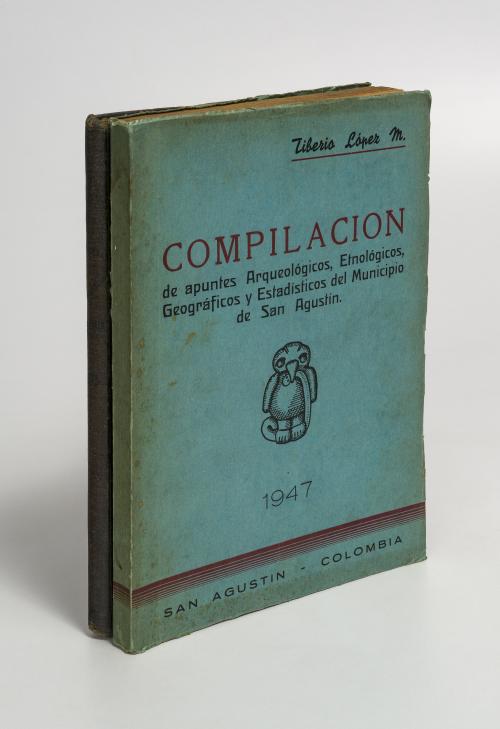 Tiberio López M.
COMPILACION
de apuntes Arqueológicos, Etnológicos,
Geográficos y Estadísticos del Municipio
de San Agustín.
1947
SAN AGUSTIN - COLOMBIA